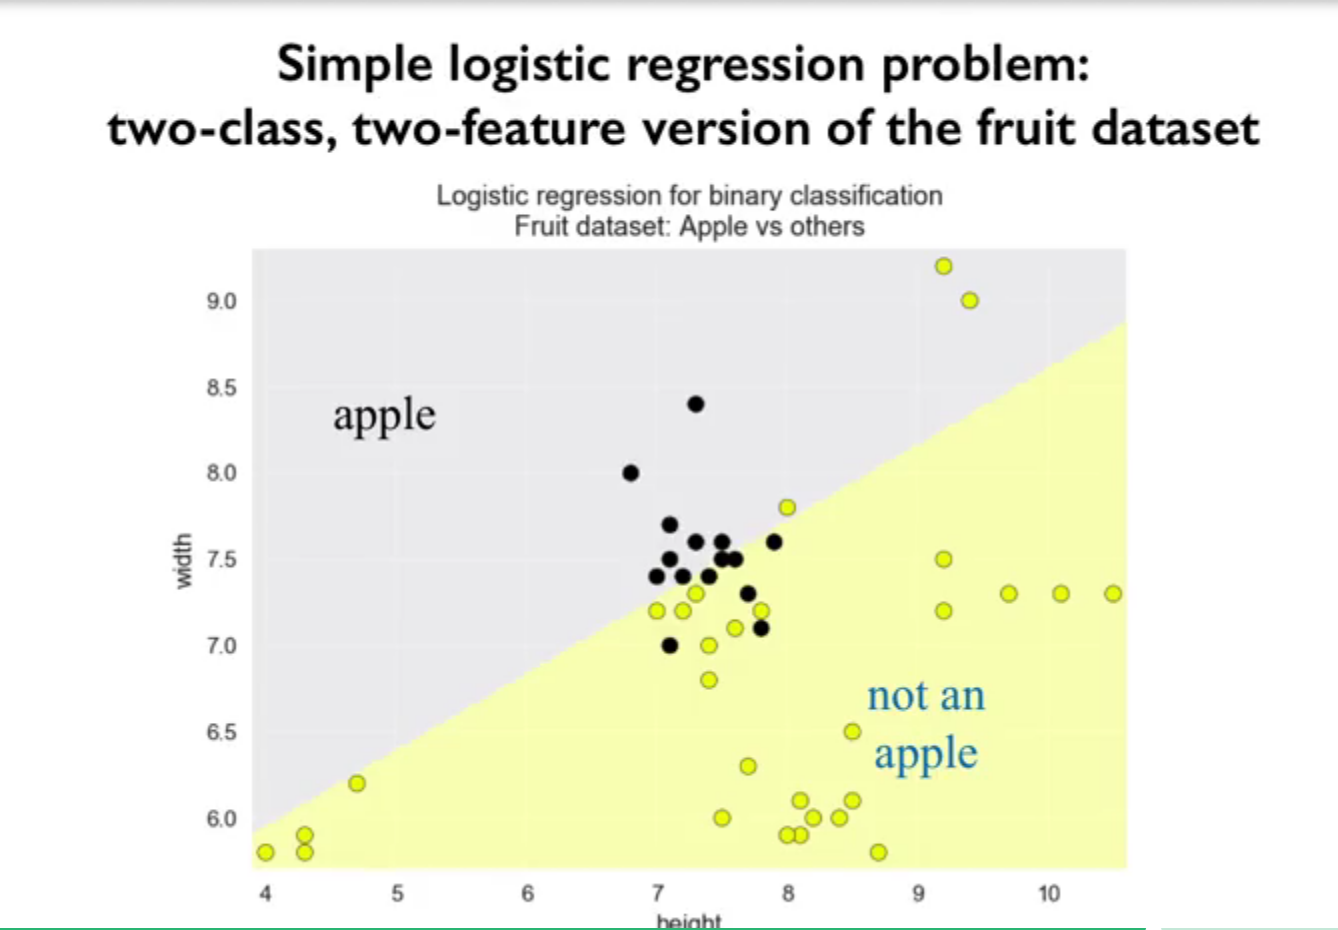 Simple logistic regression problem:
two-class, two-feature version of the fruit dataset
Logistic regression for binary classification
Fruit dataset: Apple vs others
9.0
8.5
apple
8.0
width
7.5
7.0
not an
apple
6.5
6.0
4 5 6 7 8 9 10
height